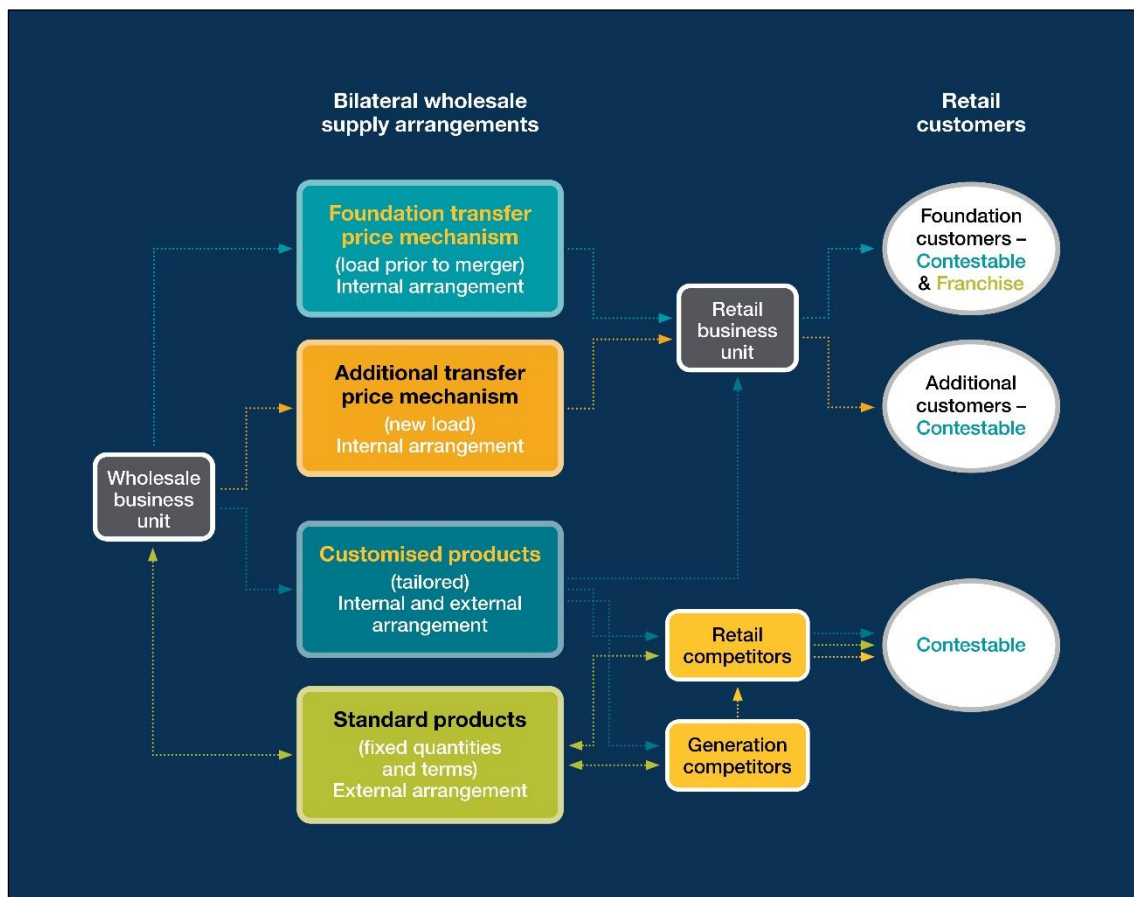 Bilateral wholesale
supply arrangements
Retail
customers
Foundation transfer
price mechanism
(load prior to merger)
Internal arrangement
Foundation
customers –
Contestable
& Franchise
Retail
business
unit
Additional transfer
price mechanism
(new load)
Internal arrangement
Additional
customers –
Contestable
Wholesale
business
unit
Customised products
(tailored)
Internal and external
arrangement
Retail
competitors
Contestable
Standard products
(fixed quantities
and terms)
External arrangement
Generation
competitors